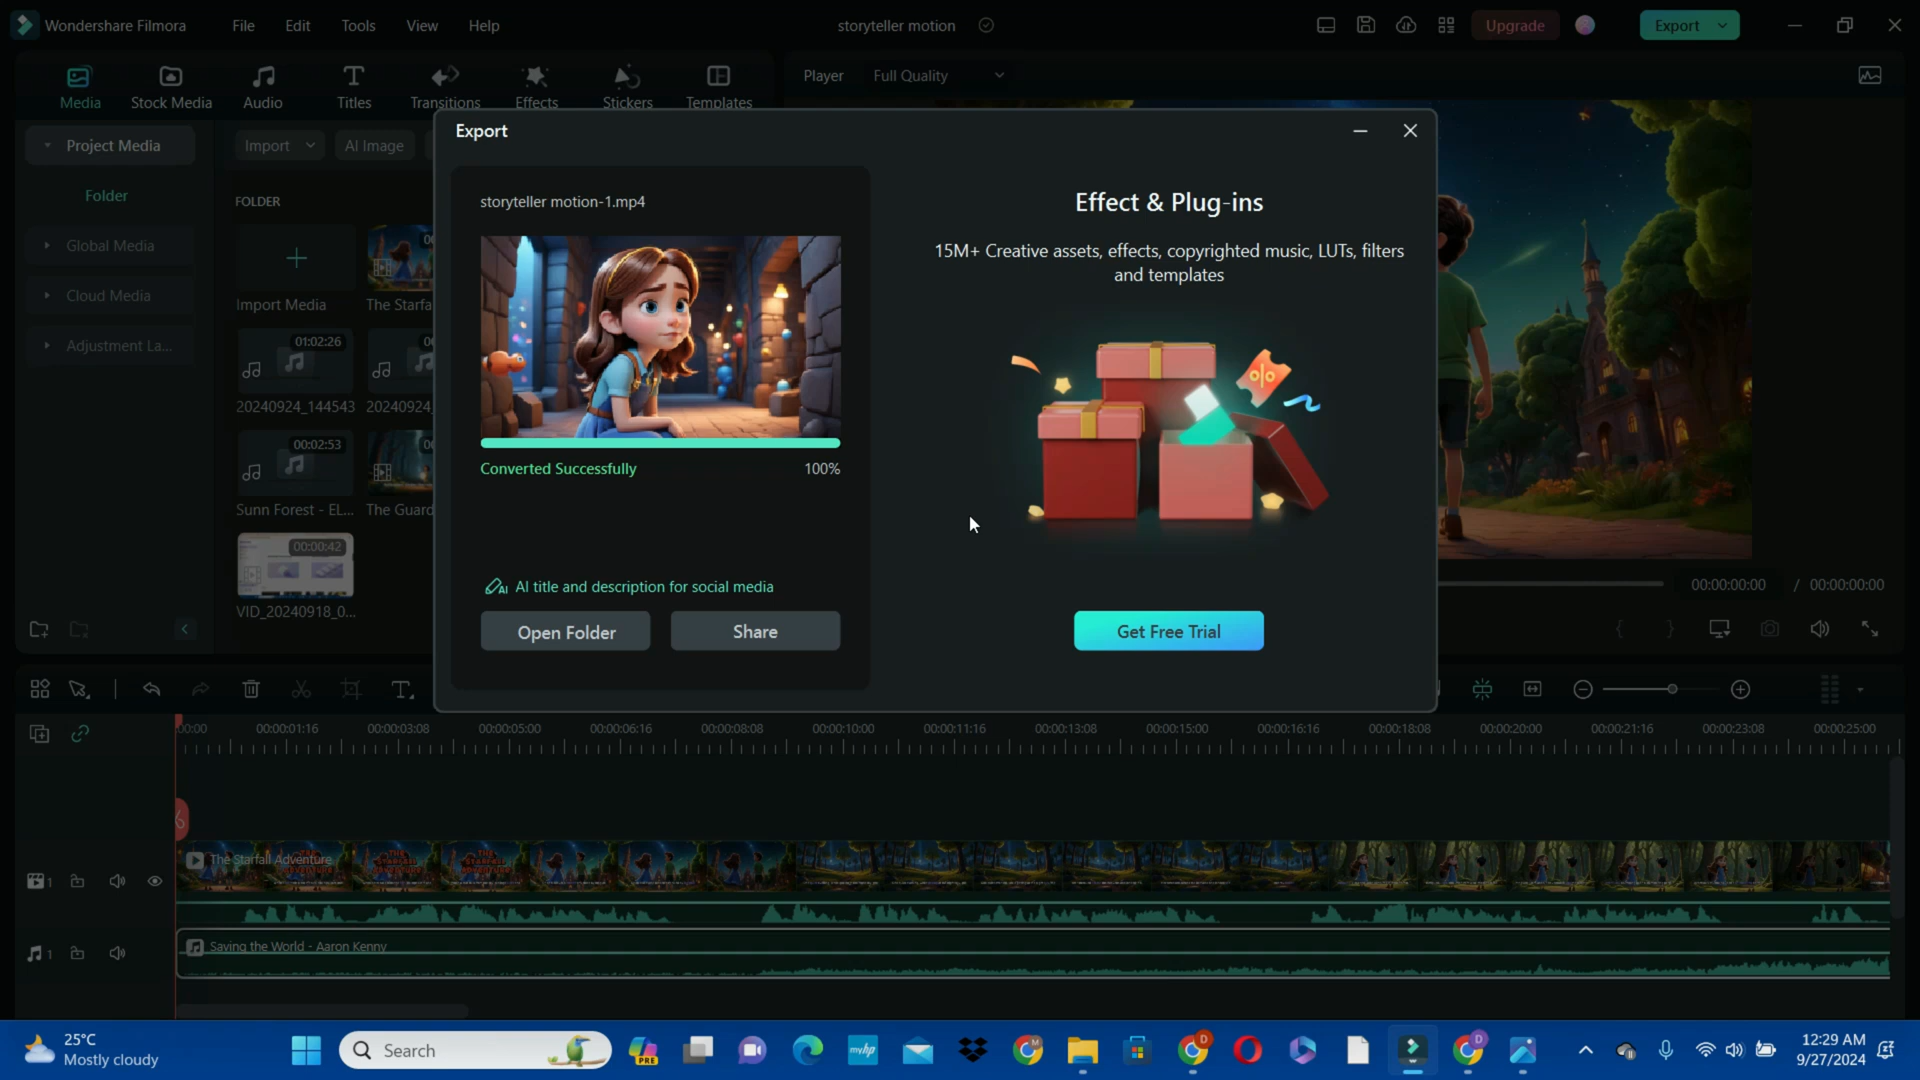 Wondershare Filmora
File
Edit
Tools
View
Help
storyteller motion
Upgrade
Export
Media
Stock Media
Audio
Titles
Transitions
Effects
Stickers
Templates
Player
Full Quality
Project Media
Folder
Global Media
Cloud Media
Adjustment La...
Import
AI Image
FOLDER
Import Media
The Starfa
01:02:26
20240924_144543
20240924_
00:02:53
Sunn Forest - EL...
The Guard
00:00:42
VID_20240918_0...
Export
storyteller motion-1.mp4
Converted Successfully
100%
AI title and description for social media
Open Folder
Share
Effect & Plug-ins
15M+ Creative assets, effects, copyrighted music, LUTs, filters
and templates
Get Free Trial
00:00:00:00
/ 00:00:00:00
00:00
00:00:01:16
00:00:03:08
00:00:05:00
00:00:06:16
00:00:08:08
00:00:10:00
00:00:11:16
00:00:13:08
00:00:15:00
00:00:16:16
00:00:18:08
00:00:20:00
00:00:21:16
00:00:23:08
00:00:25:00
The Starfall Adventure
1
Saving the World - Aaron Kenny
1
25°C
Mostly cloudy
Search
PRE
myhp
12:29 AM
9/27/2024